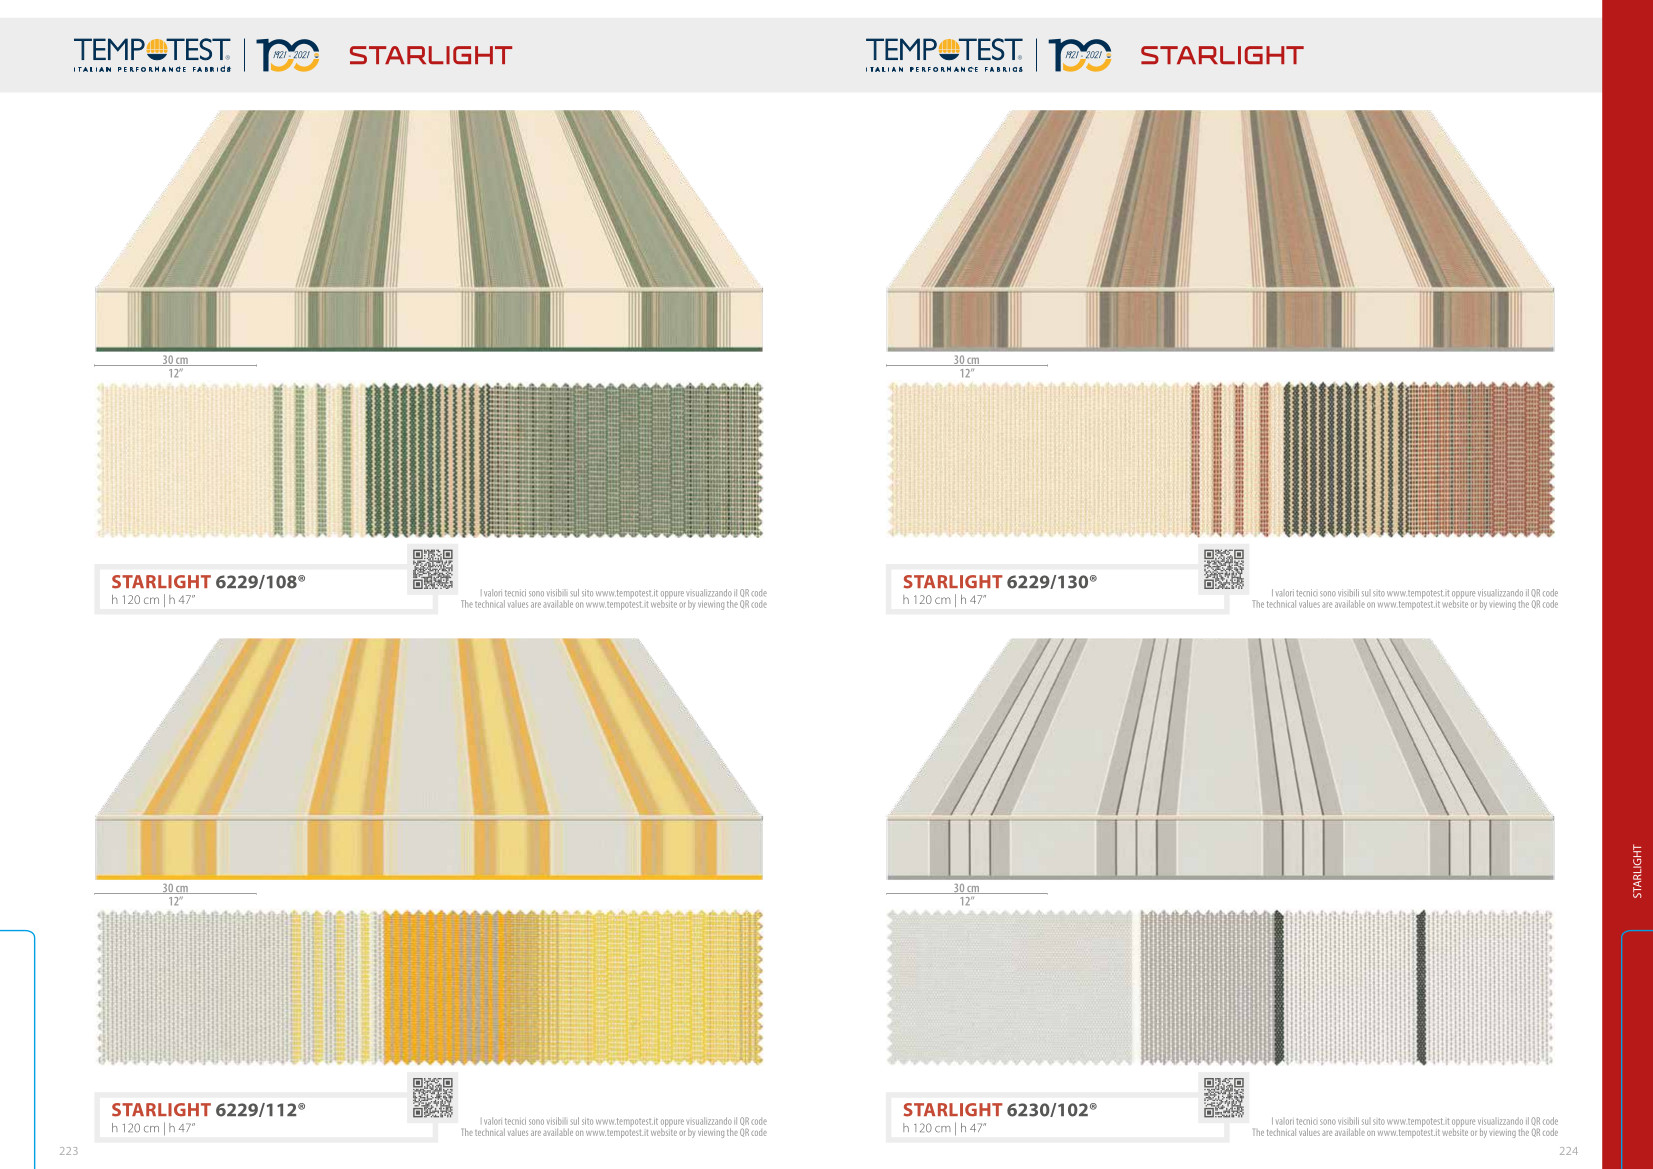 TEMPOTEST®
ITALIAN PERFORMANCE FABRICS
1921 - 2021
STARLIGHT
30 cm
12”
STARLIGHT 6229/108®
h 120 cm | h 47”
I valori tecnici sono visibili sul sito www.tempotest.it oppure visualizzando il QR code
The technical values are available on www.tempotest.it website or by viewing the QR code
30 cm
12”
STARLIGHT 6229/112®
h 120 cm | h 47”
I valori tecnici sono visibili sul sito www.tempotest.it oppure visualizzando il QR code
The technical values are available on www.tempotest.it website or by viewing the QR code
223
TEMPOTEST®
ITALIAN PERFORMANCE FABRICS
1921 - 2021
STARLIGHT
30 cm
12”
STARLIGHT 6229/130®
h 120 cm | h 47”
I valori tecnici sono visibili sul sito www.tempotest.it oppure visualizzando il QR code
The technical values are available on www.tempotest.it website or by viewing the QR code
30 cm
12”
STARLIGHT 6230/102®
h 120 cm | h 47”
I valori tecnici sono visibili sul sito www.tempotest.it oppure visualizzando il QR code
The technical values are available on www.tempotest.it website or by viewing the QR code
224
STARLIGHT